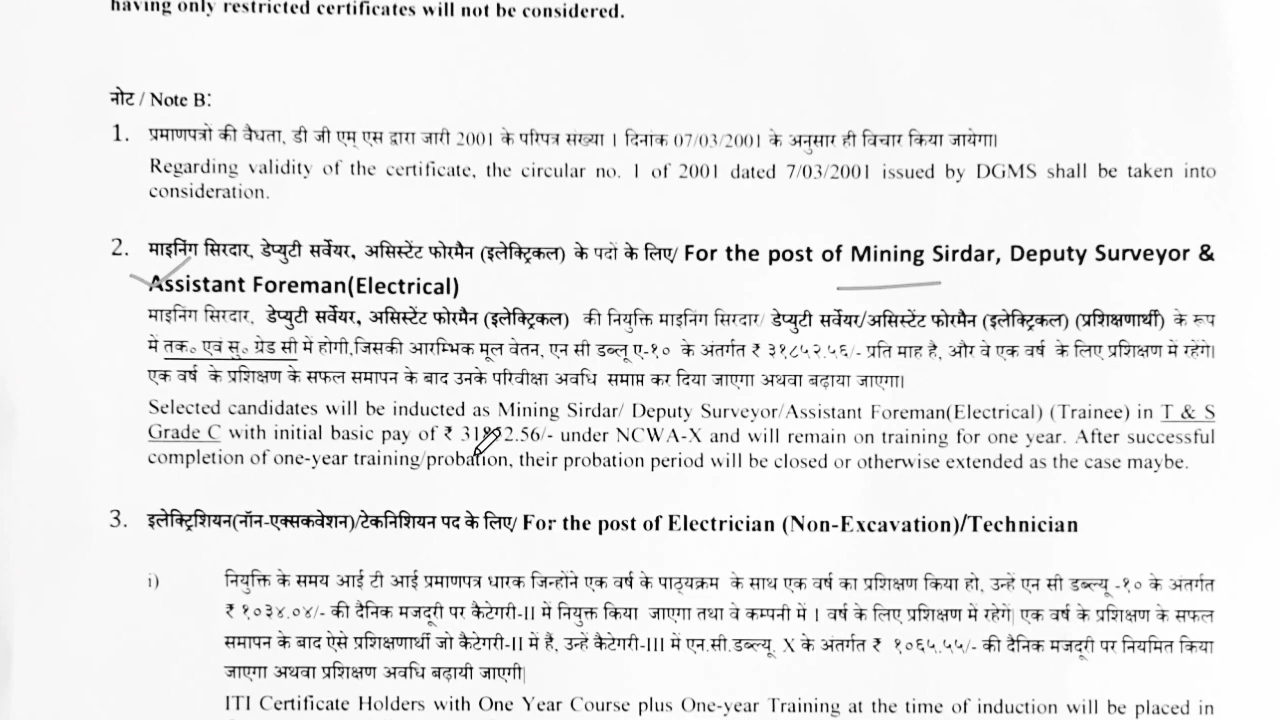 having only restricted certificates will not be considered.
नोट / Note B:
1. प्रमाणपत्रों की वैधता, डी जी एम् एस द्वारा जारी 2001 के परिपत्र संख्या 1 दिनांक 07/03/2001 के अनुसार ही विचार किया जायेगा।
Regarding validity of the certificate, the circular no. 1 of 2001 dated 7/03/2001 issued by DGMS shall be taken into
consideration.
2. माइनिंग सिरदार, डेप्युटी सर्वेयर, असिस्टेंट फोरमैन (इलेक्ट्रिकल) के पदों के लिए/ For the post of Mining Sirdar, Deputy Surveyor &
Assistant Foreman(Electrical)
माइनिंग सिरदार, डेप्युटी सर्वेयर, असिस्टेंट फोरमैन (इलेक्ट्रिकल) की नियुक्ति माइनिंग सिरदार/ डेप्युटी सर्वेयर/असिस्टेंट फोरमैन (इलेक्ट्रिकल) (प्रशिक्षणार्थी) के रूप
में तक॰ एवं सु॰ ग्रेड सी में होगी,जिसकी आरम्भिक मूल वेतन, एन सी डब्लू ए-१० के अंतर्गत ₹ ३१८५२.५६/- प्रति माह है, और वे एक वर्ष के लिए प्रशिक्षण में रहेंगे।
एक वर्ष के प्रशिक्षण के सफल समापन के बाद उनके परिवीक्षा अवधि समाप्त कर दिया जाएगा अथवा बढ़ाया जाएगा।
Selected candidates will be inducted as Mining Sirdar/ Deputy Surveyor/Assistant Foreman(Electrical) (Trainee) in T & S
Grade C with initial basic pay of ₹ 31852.56/- under NCWA-X and will remain on training for one year. After successful
completion of one-year training/probation, their probation period will be closed or otherwise extended as the case maybe.
3. इलेक्ट्रिशियन(नॉन-एक्सकवेशन)/टेकनिशियन पद के लिए/ For the post of Electrician (Non-Excavation)/Technician
i) नियुक्ति के समय आई टी आई प्रमाणपत्र धारक जिन्होंने एक वर्ष के पाठ्यक्रम के साथ एक वर्ष का प्रशिक्षण किया हो, उन्हें एन सी डब्ल्यू -१० के अंतर्गत
₹ १०३४.०४/- की दैनिक मजदूरी पर कैटेगरी-II में नियुक्त किया जाएगा तथा वे कम्पनी में 1 वर्ष के लिए प्रशिक्षण में रहेगें| एक वर्ष के प्रशिक्षण के सफल
समापन के बाद ऐसे प्रशिक्षणार्थी जो कैटेगरी-II में हैं, उन्हें कैटेगरी-III में एन.सी.डब्ल्यू. X के अंतर्गत ₹ १०६५.५५/- की दैनिक मजदूरी पर नियमित किया
जाएगा अथवा प्रशिक्षण अवधि बढ़ायी जाएगी|
ITI Certificate Holders with One Year Course plus One-year Training at the time of induction will be placed in